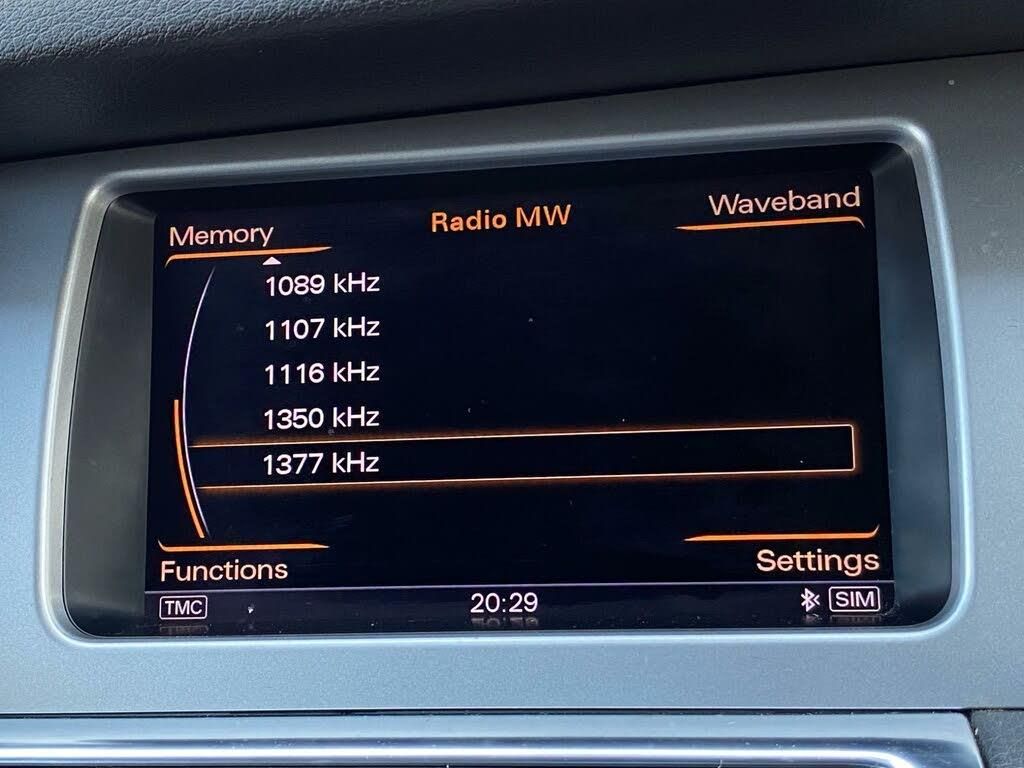 Memory
Radio MW
Waveband
1089 kHz
1107 kHz
1116 kHz
1350 kHz
1377 kHz
Functions
Settings
TMC
20:29
SIM